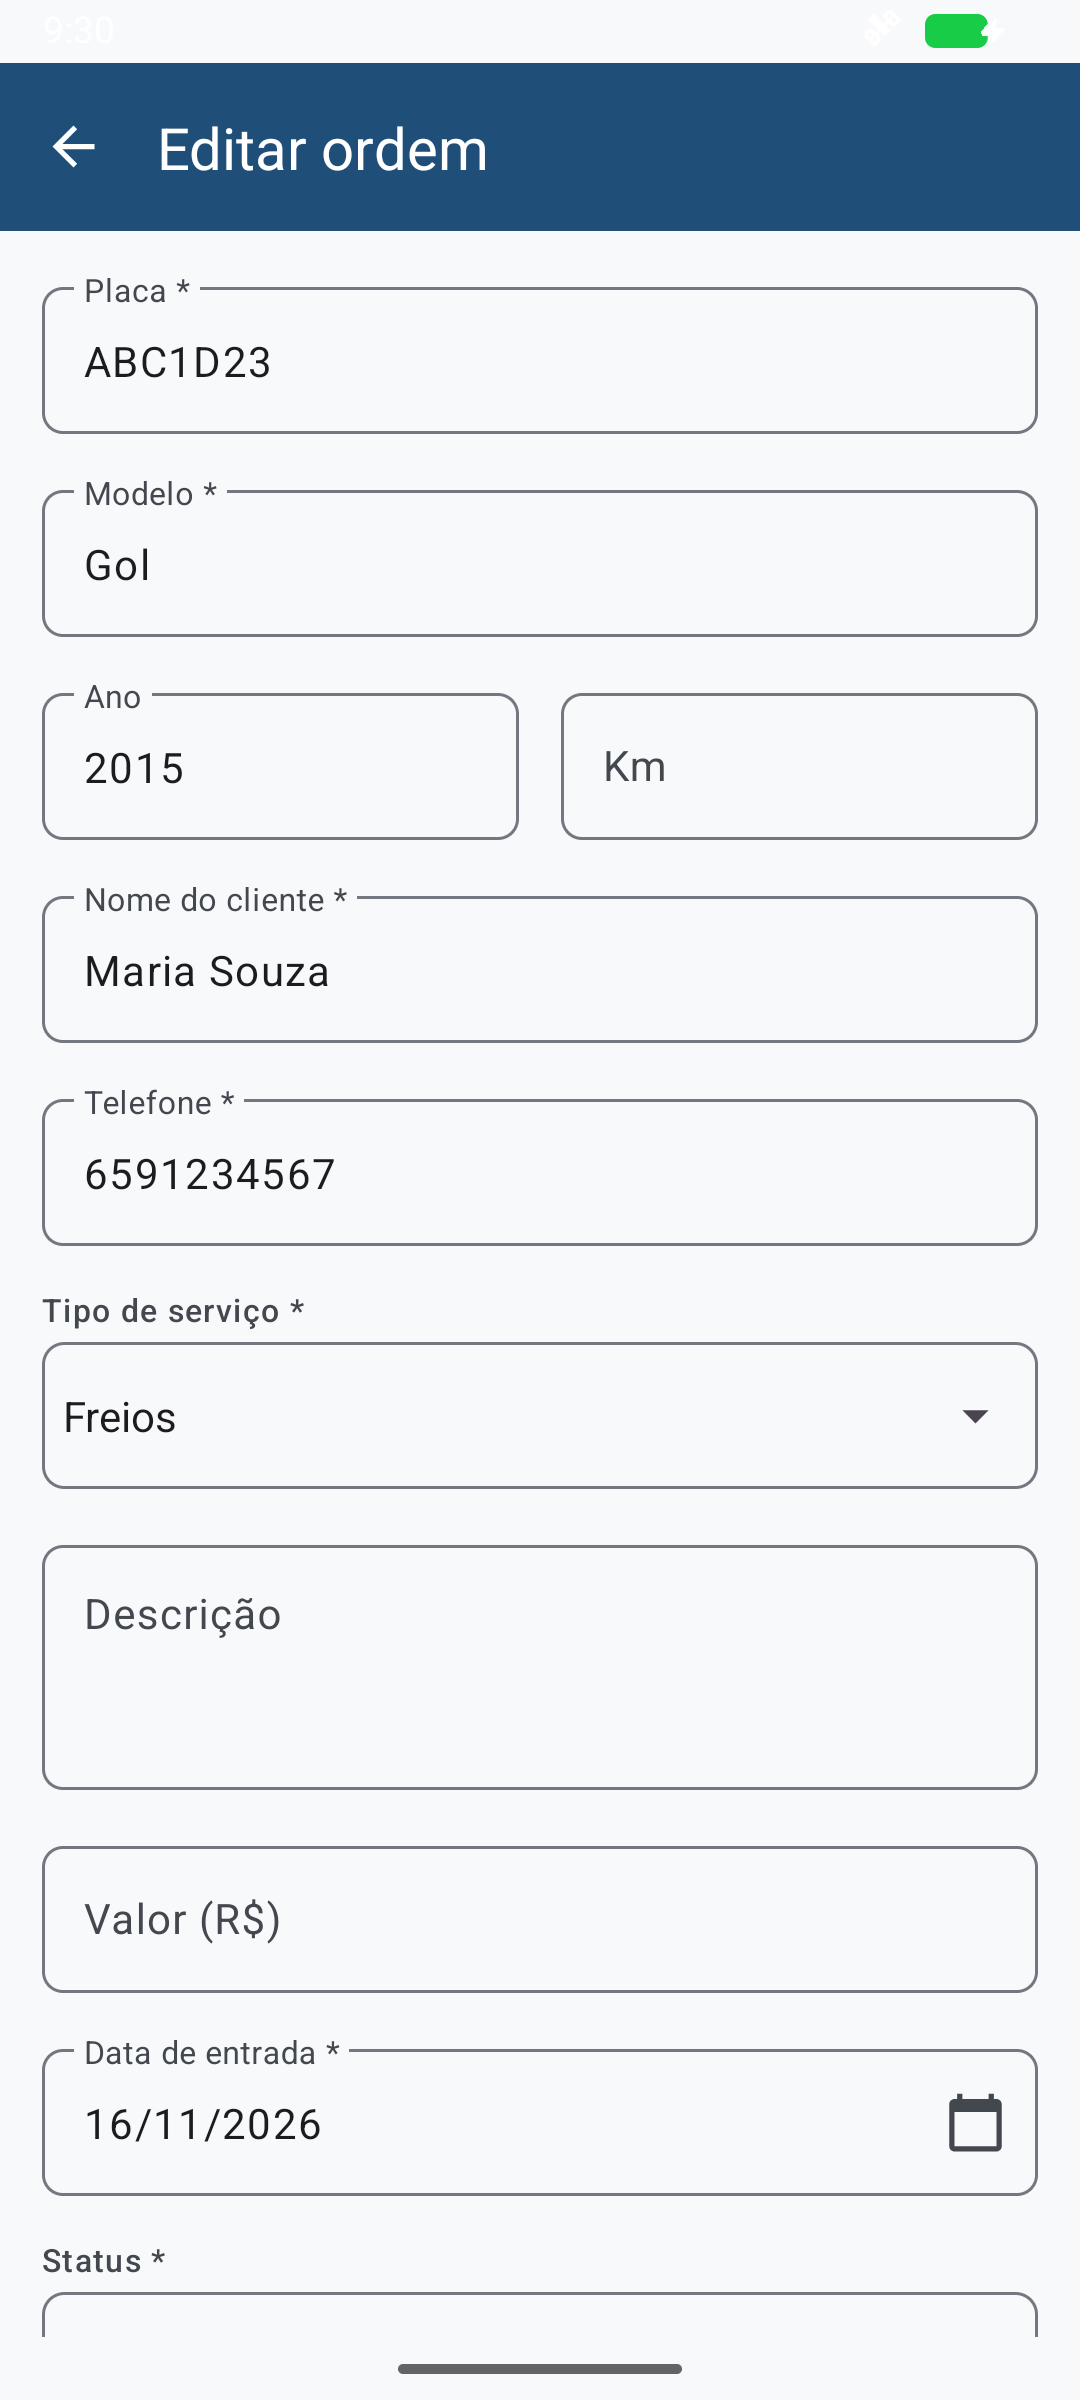 9:30
Editar ordem
Placa *
ABC1D23
Modelo *
Gol
Ano
2015
Km
Nome do cliente *
Maria Souza
Telefone *
6591234567
Tipo de serviço *
Freios
Descrição
Valor (R$)
Data de entrada *
16/11/2026
Status *